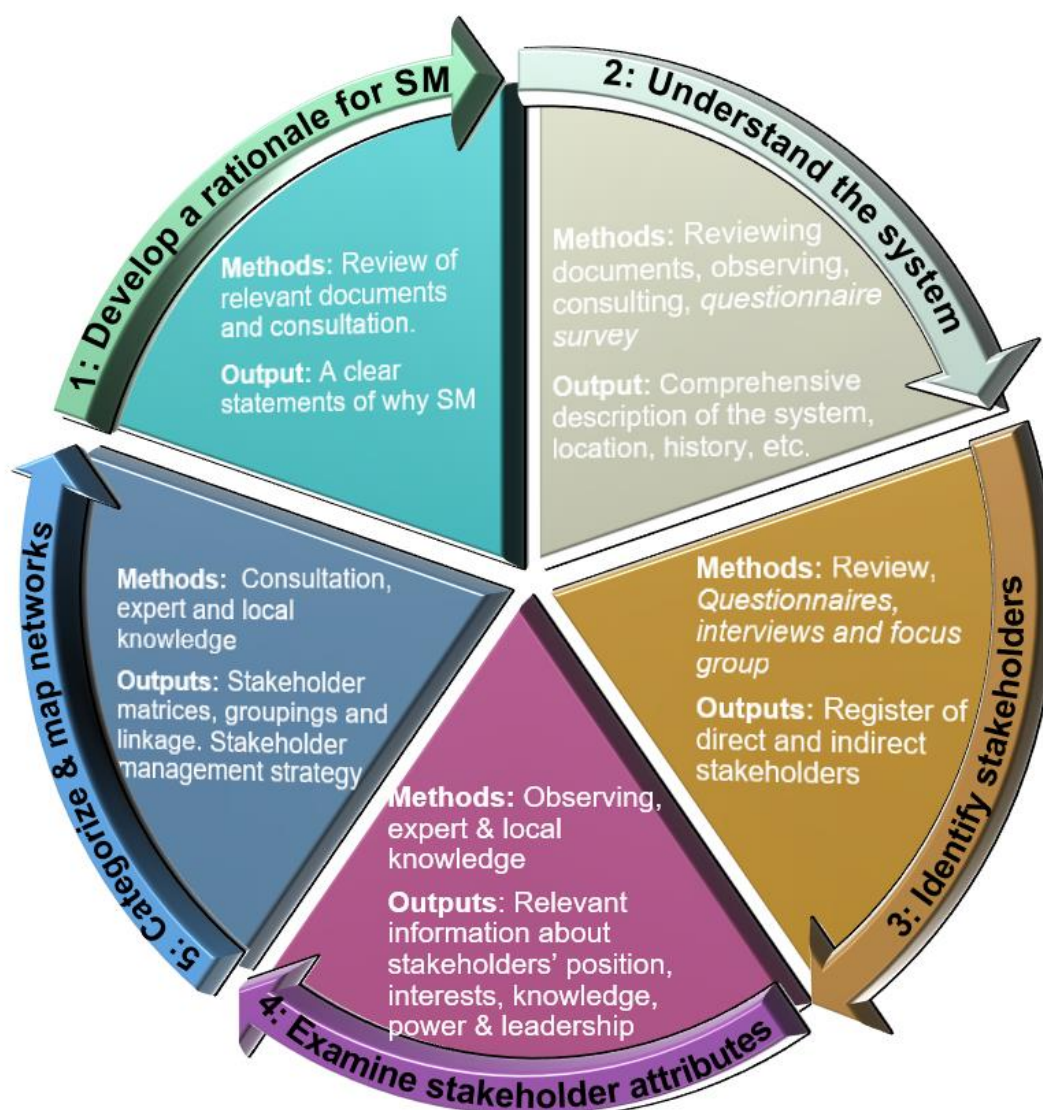 1: Develop a rationale for SM
Methods: Review of
relevant documents
and consultation.
Output: A clear
statements of why SM
2: Understand the system
Methods: Reviewing
documents, observing,
consulting, questionnaire
survey
Output: Comprehensive
description of the system,
location, history, etc.
3: Identify stakeholders
Methods: Review,
Questionnaires,
interviews and focus
group
Outputs: Register of
direct and indirect
stakeholders
4: Examine stakeholder attributes
Methods: Observing,
expert & local
knowledge
Outputs: Relevant
information about
stakeholders’ position,
interests, knowledge,
power & leadership
5: Categorize & map networks
Methods: Consultation,
expert and local
knowledge
Outputs: Stakeholder
matrices, groupings and
linkage. Stakeholder
management strategy